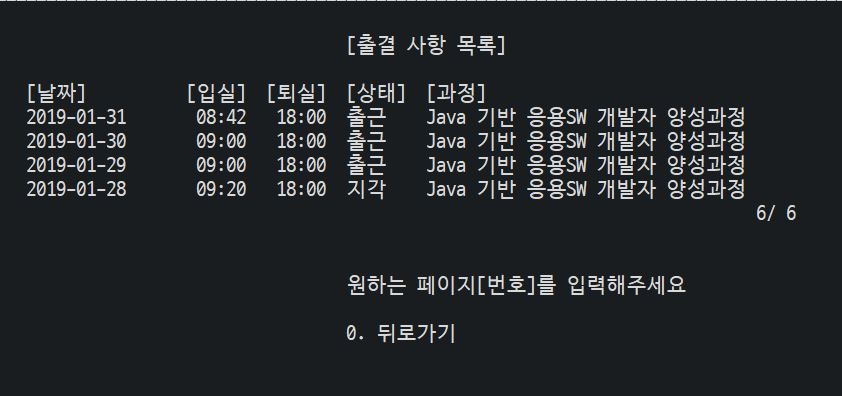 [출결 사항 목록]
[날짜] [입실] [퇴실] [상태] [과정]
2019-01-31 08:42 18:00 출근 Java 기반 응용SW 개발자 양성과정
2019-01-30 09:00 18:00 출근 Java 기반 응용SW 개발자 양성과정
2019-01-29 09:00 18:00 출근 Java 기반 응용SW 개발자 양성과정
2019-01-28 09:20 18:00 지각 Java 기반 응용SW 개발자 양성과정
6/ 6
원하는 페이지[번호]를 입력해주세요
0. 뒤로가기